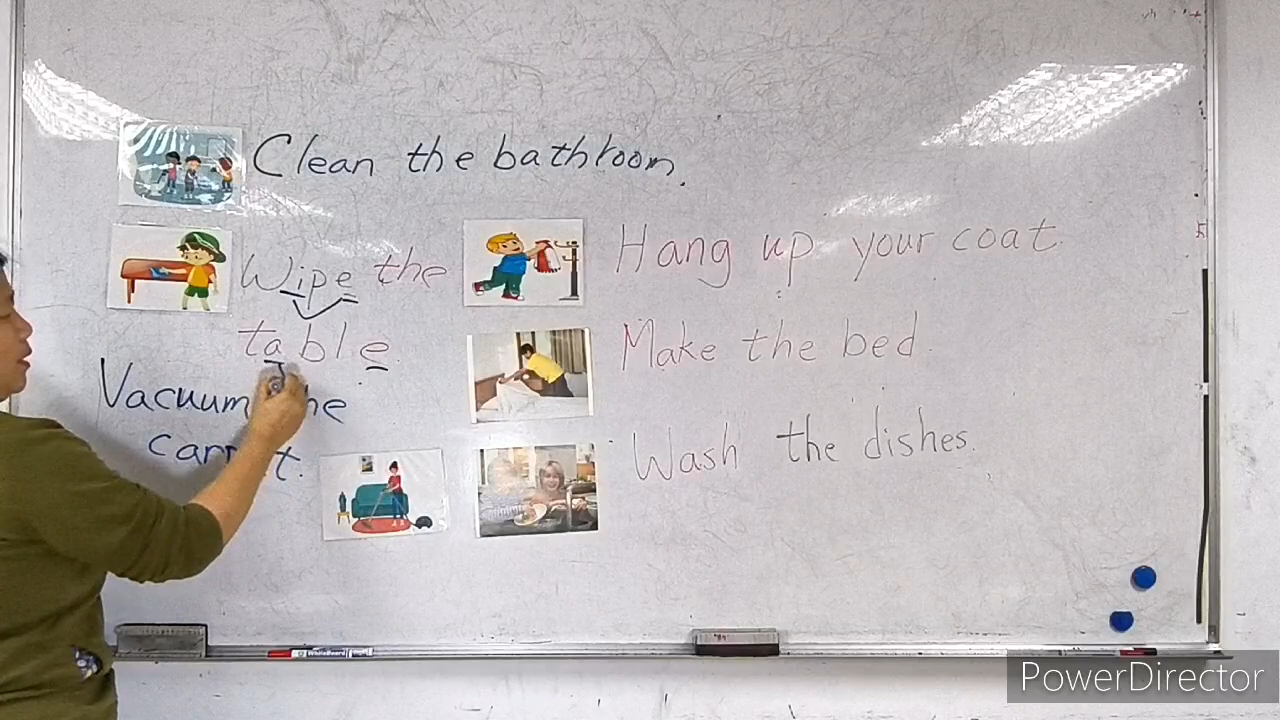 Clean the bathroom.
Wipe the
table.
Vacuum the
Hang up your coat.
Make the bed.
Wash the dishes.
PowerDirector